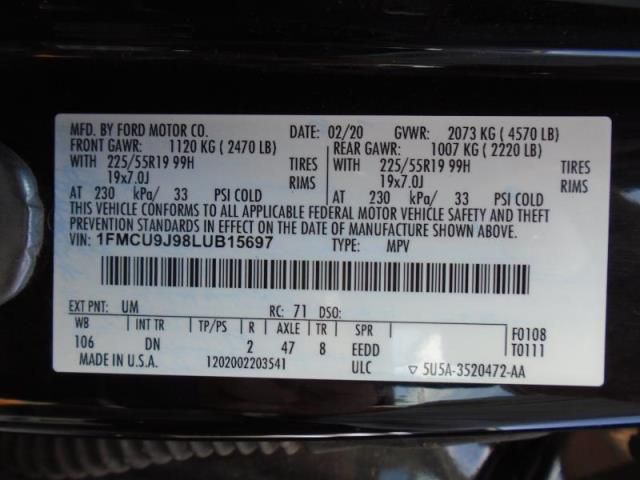 MFD. BY FORD MOTOR CO. DATE: 02/20 GVWR: 2073 KG ( 4570 LB)
FRONT GAWR: 1120 KG ( 2470 LB) REAR GAWR: 1007 KG ( 2220 LB)
WITH 225/55R19 99H TIRES WITH 225/55R19 99H TIRES
19x7.0J RIMS 19x7.0J RIMS
AT 230 kPa/ 33 PSI COLD AT 230 kPa/ 33 PSI COLD
THIS VEHICLE CONFORMS TO ALL APPLICABLE FEDERAL MOTOR VEHICLE SAFETY AND THEFT
PREVENTION STANDARDS IN EFFECT ON THE DATE OF MANUFACTURE SHOWN ABOVE.
VIN: 1FMCU9J98LUB15697 TYPE: MPV
EXT PNT: UM RC: 71 DSO:
WB INT TR TP/PS R AXLE TR SPR F0108
106 DN 2 47 8 EEDD T0111
MADE IN U.S.A. 1202002203541 ULC ▽ 5U5A-3520472-AA